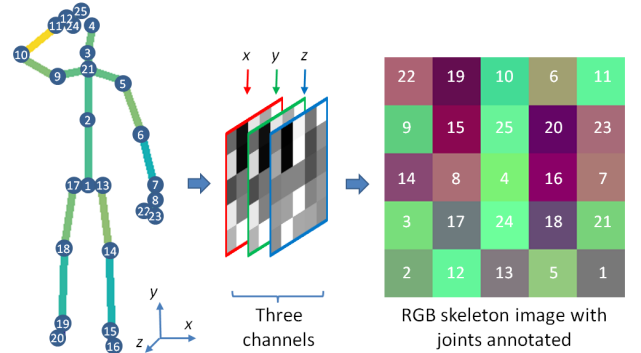 25
12
11 24 4
10 3
21
9 5
2
6
17 1 13 7
8
22 23
18 14
19 15
20 16
y
x
z
x y z
Three
channels
22 19 10 6 11
9 15 25 20 23
14 8 4 16 7
3 17 24 18 21
2 12 13 5 1
RGB skeleton image with
joints annotated